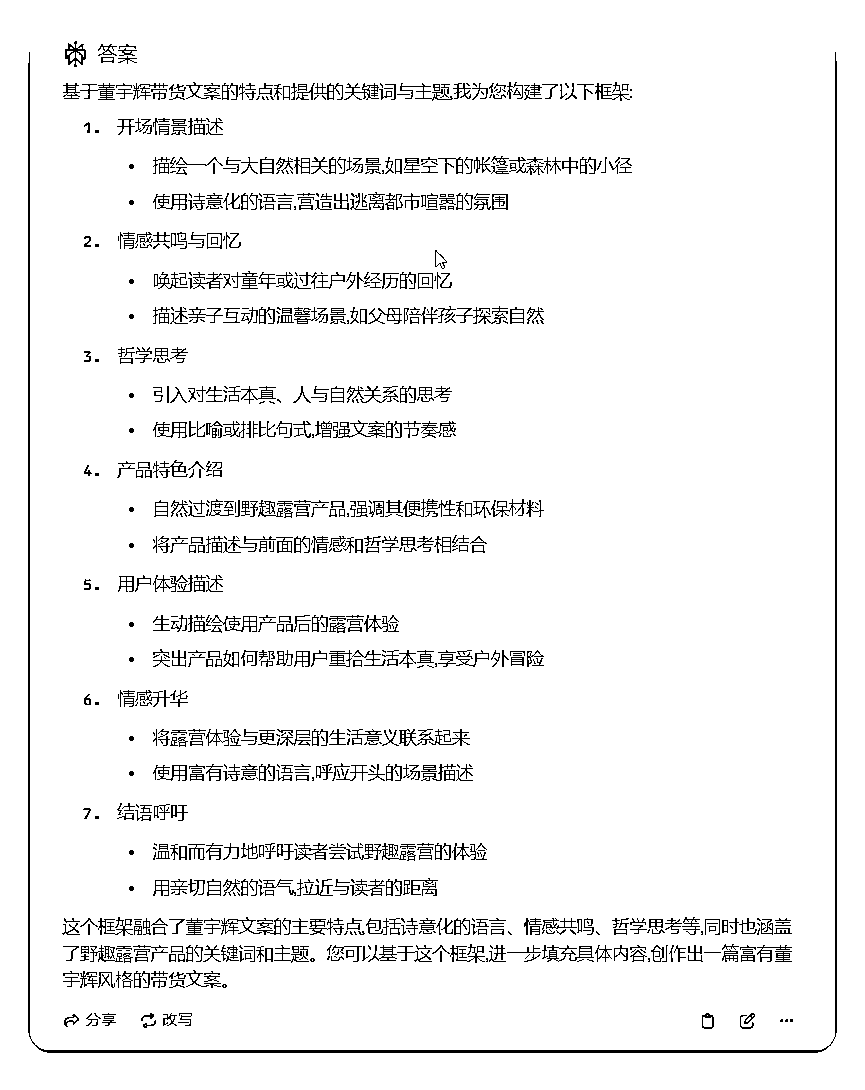 答案
基于董宇辉带货文案的特点和提供的关键词与主题,我为您构建了以下框架:
1. 开场情景描述
• 描绘一个与大自然相关的场景,如星空下的帐篷或森林中的小径
• 使用诗意化的语言,营造出逃离都市喧嚣的氛围
2. 情感共鸣与回忆
• 唤起读者对童年或过往户外经历的回忆
• 描述亲子互动的温馨场景,如父母陪伴孩子探索自然
3. 哲学思考
• 引入对生活本真、人与自然关系的思考
• 使用比喻或排比句式,增强文案的节奏感
4. 产品特色介绍
• 自然过渡到野趣露营产品,强调其便携性和环保材料
• 将产品描述与前面的情感和哲学思考相结合
5. 用户体验描述
• 生动描绘使用产品后的露营体验
• 突出产品如何帮助用户重拾生活本真,享受户外冒险
6. 情感升华
• 将露营体验与更深层的生活意义联系起来
• 使用富有诗意的语言,呼应开头的场景描述
7. 结语呼吁
• 温和而有力地呼吁读者尝试野趣露营的体验
• 用亲切自然的语气,拉近与读者的距离
这个框架融合了董宇辉文案的主要特点,包括诗意化的语言、情感共鸣、哲学思考等,同时也涵盖
了野趣露营产品的关键词和主题。您可以基于这个框架,进一步填充具体内容,创作出一篇富有董
宇辉风格的带货文案。
分享 改写